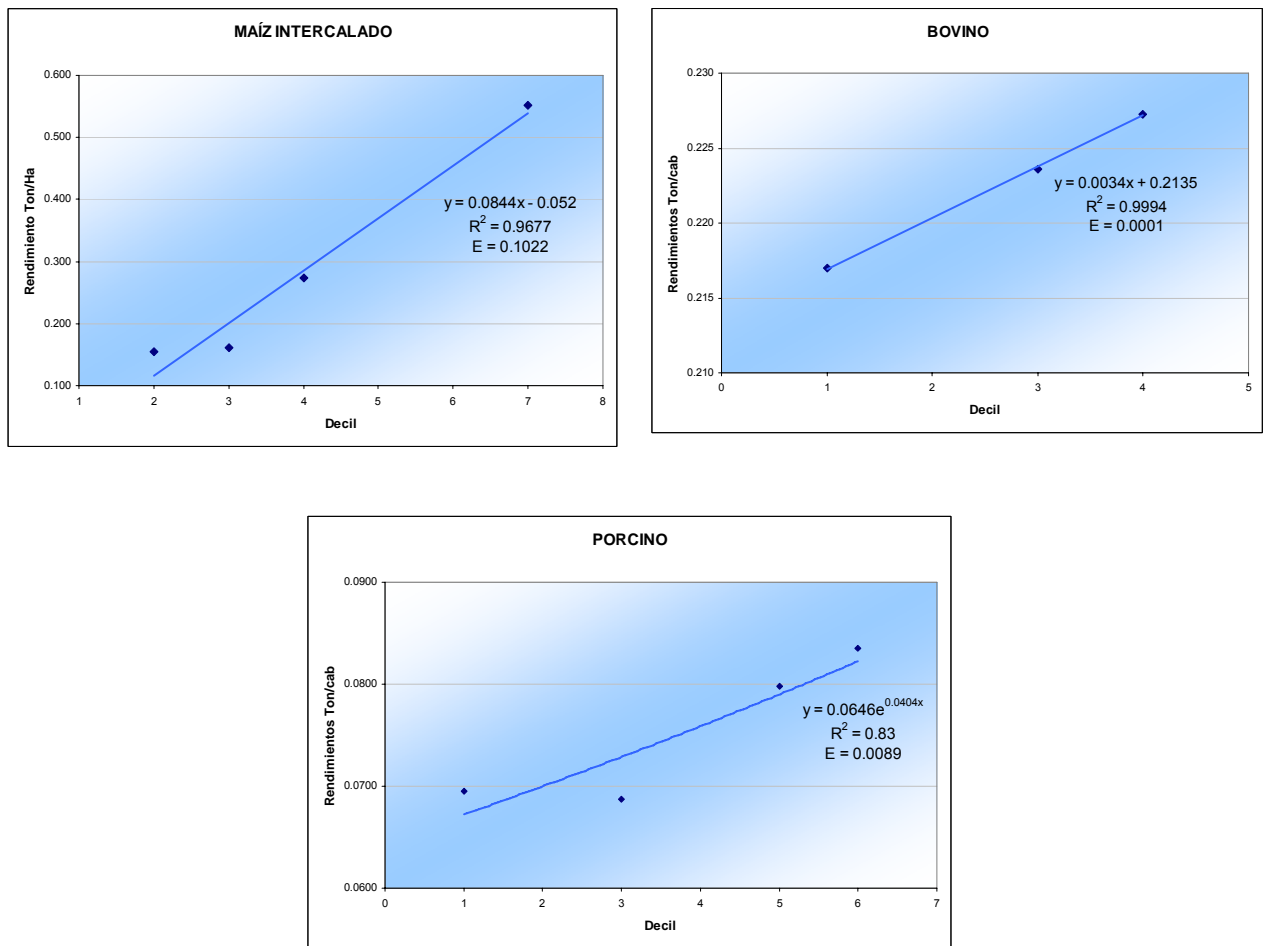 MAÍZ INTERCALADO
Rendimiento Ton/Ha
0.600
0.500
0.400
0.300
0.200
0.100
y = 0.0844x - 0.052
R² = 0.9677
E = 0.1022
1 2 3 4 5 6 7 8
Decil
BOVINO
Rendimientos Ton/cab
0.230
0.225
0.220
0.215
0.210
y = 0.0034x + 0.2135
R² = 0.9994
E = 0.0001
0 1 2 3 4 5
Decil
PORCINO
Rendimientos Ton/cab
0.0900
0.0800
0.0700
0.0600
y = 0.0646e^0.0404x
R² = 0.83
E = 0.0089
0 1 2 3 4 5 6 7
Decil